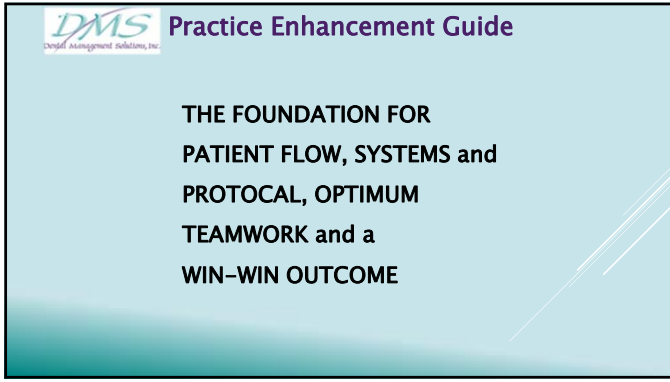 DMS
Dental Management Solutions, Inc.
Practice Enhancement Guide
THE FOUNDATION FOR
PATIENT FLOW, SYSTEMS and
PROTOCAL, OPTIMUM
TEAMWORK and a
WIN-WIN OUTCOME